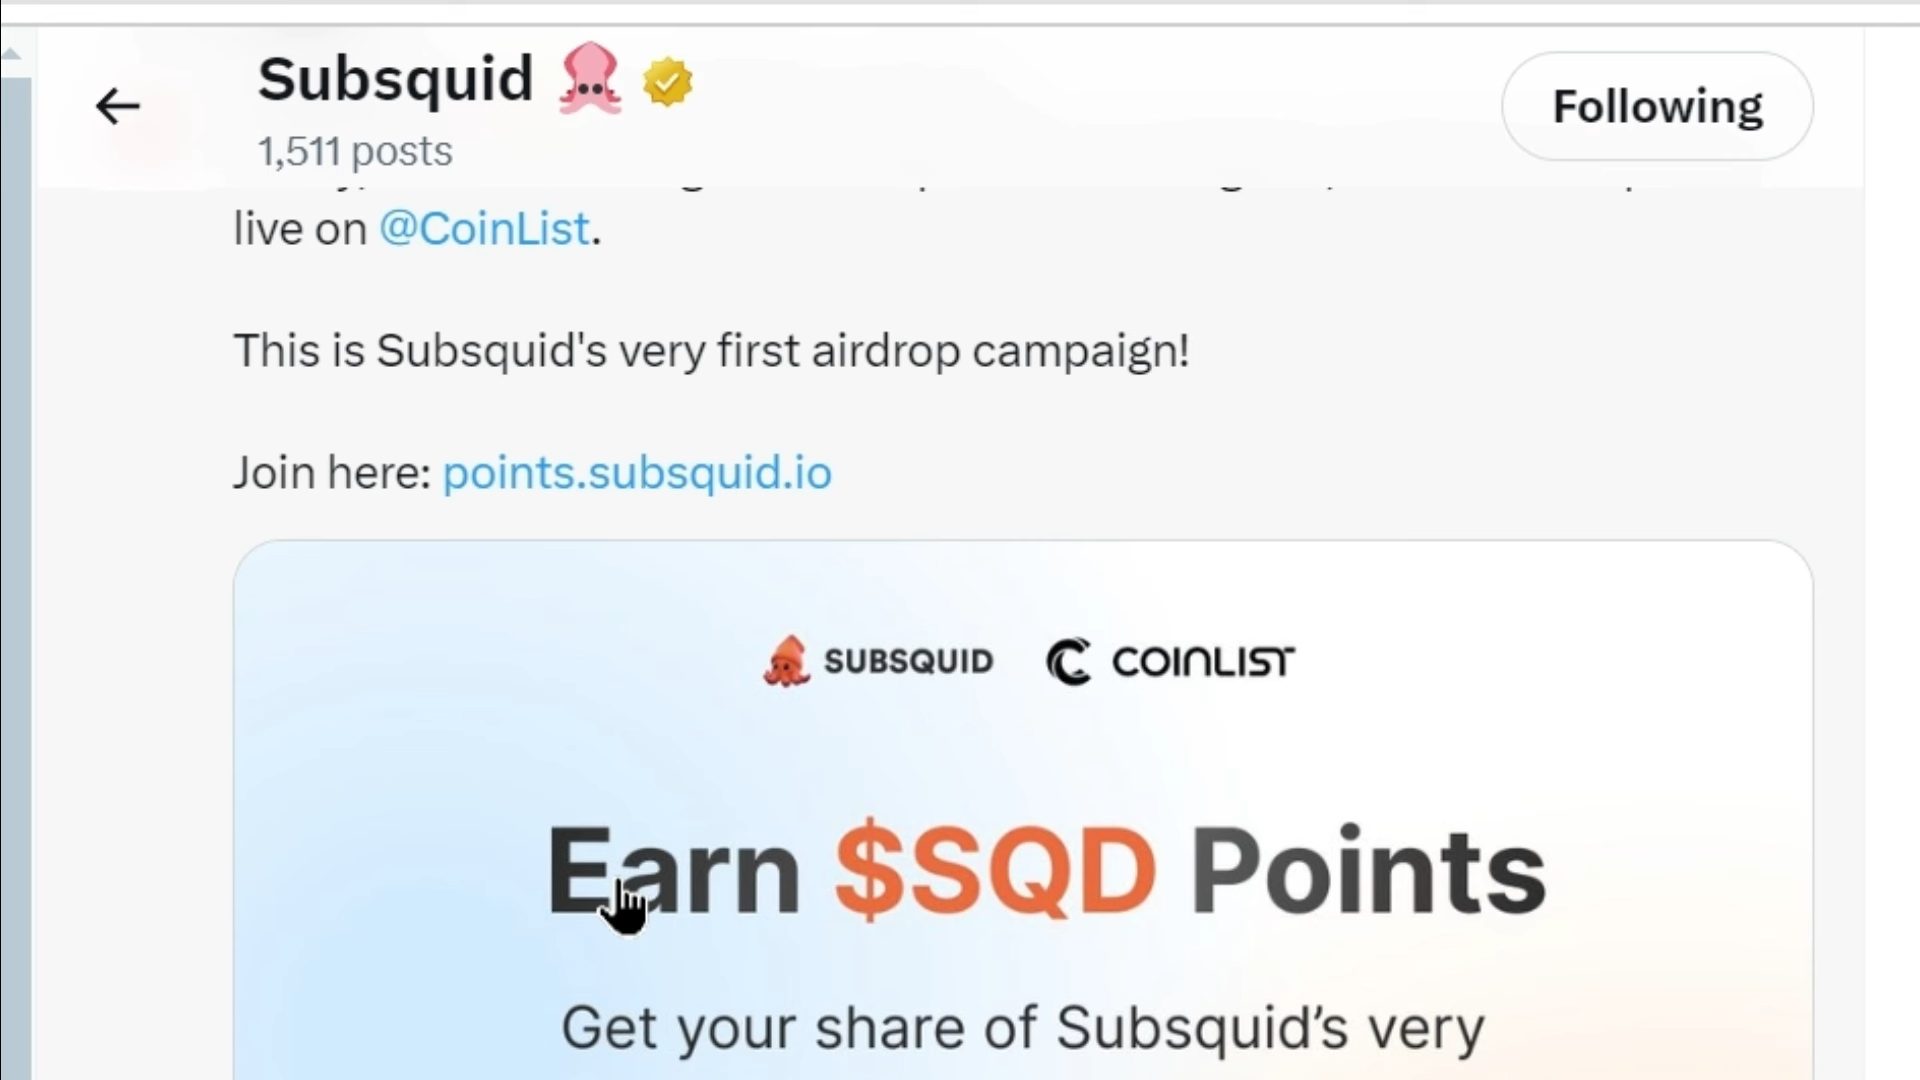 Subsquid
1,511 posts
Following
live on @CoinList.
This is Subsquid's very first airdrop campaign!
Join here: points.subsquid.io
SUBSQUID COINLIST
Earn $SQD Points
Get your share of Subsquid’s very